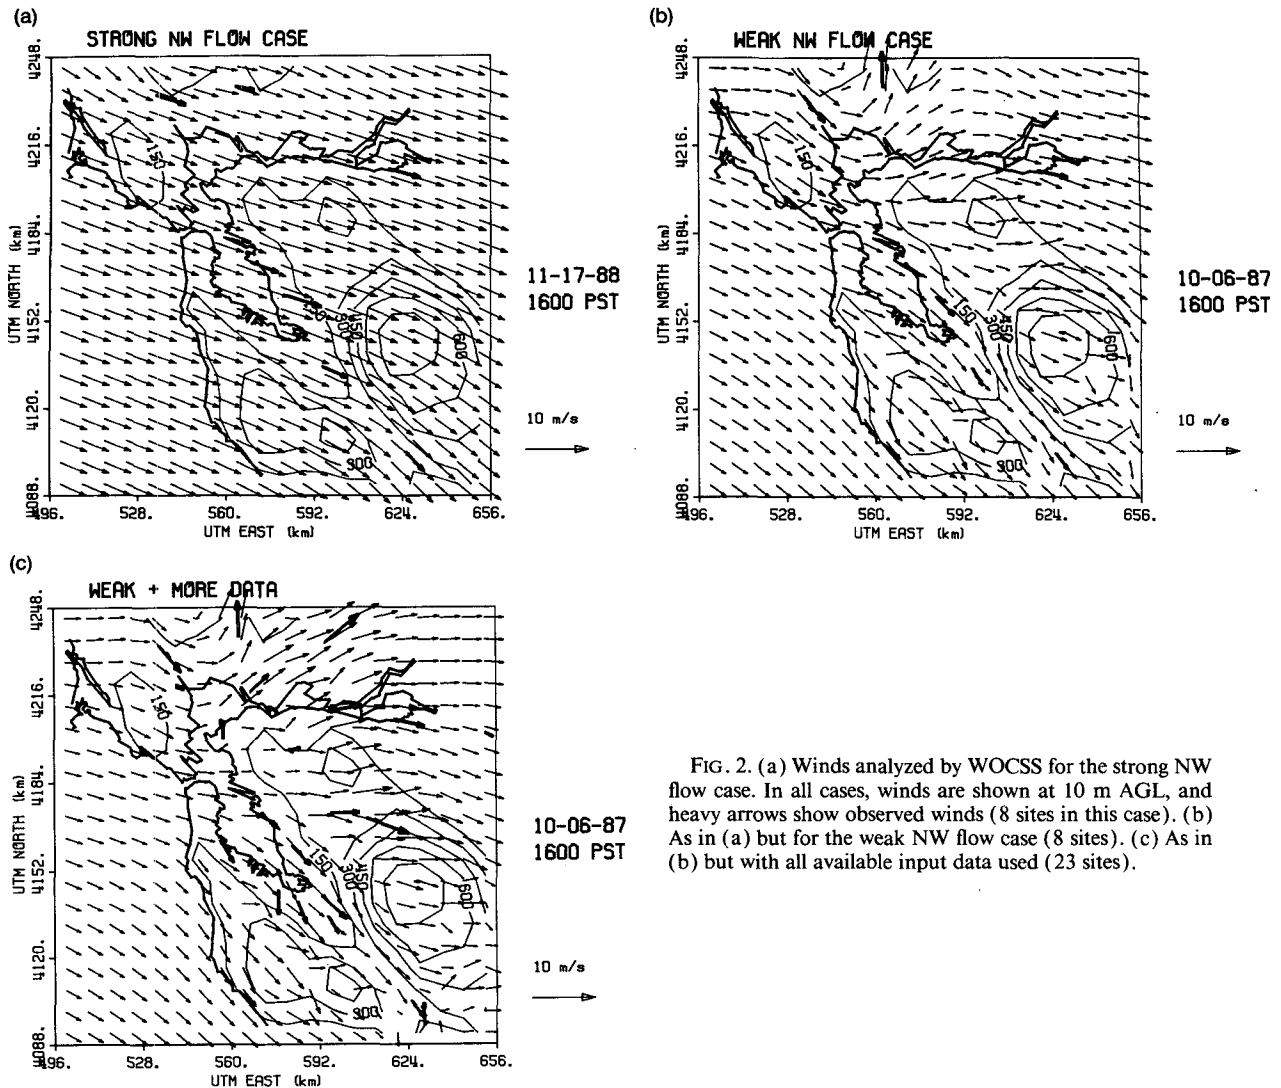 (a)
STRONG NW FLOW CASE
4248.
4216.
4184.
4152.
4120.
4088.
UTM NORTH (km)
496.
528.
560.
592.
624.
656.
UTM EAST (km)
150
150
300
450
600
300
11-17-88
1600 PST
10 m/s
(b)
WEAK NW FLOW CASE
4248.
4216.
4184.
4152.
4120.
4088.
UTM NORTH (km)
496.
528.
560.
592.
624.
656.
UTM EAST (km)
150
150
300
450
600
300
10-06-87
1600 PST
10 m/s
(c)
WEAK + MORE DATA
4248.
4216.
4184.
4152.
4120.
4088.
UTM NORTH (km)
496.
528.
560.
592.
624.
656.
UTM EAST (km)
150
150
300
450
600
300
10-06-87
1600 PST
10 m/s
FIG. 2. (a) Winds analyzed by WOCSS for the strong NW
flow case. In all cases, winds are shown at 10 m AGL, and
heavy arrows show observed winds (8 sites in this case). (b)
As in (a) but for the weak NW flow case (8 sites). (c) As in
(b) but with all available input data used (23 sites).